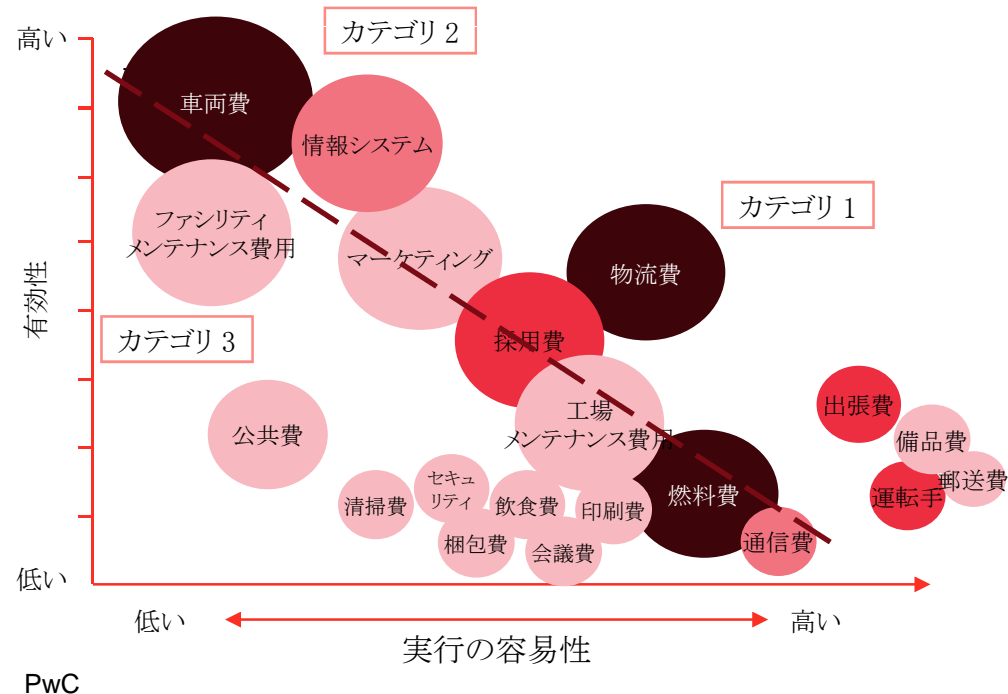 高い
カテゴリ 2
車両費
情報システム
カテゴリ 1
ファシリティ
メンテナンス費用
マーケティング
物流費
有効性
カテゴリ 3
採用費
出張費
工場
メンテナンス費用
公共費
備品費
セキュ
リティ
清掃費
飲食費
印刷費
燃料費
運転手
郵送費
梱包費
会議費
通信費
低い
低い
高い
実行の容易性
PwC